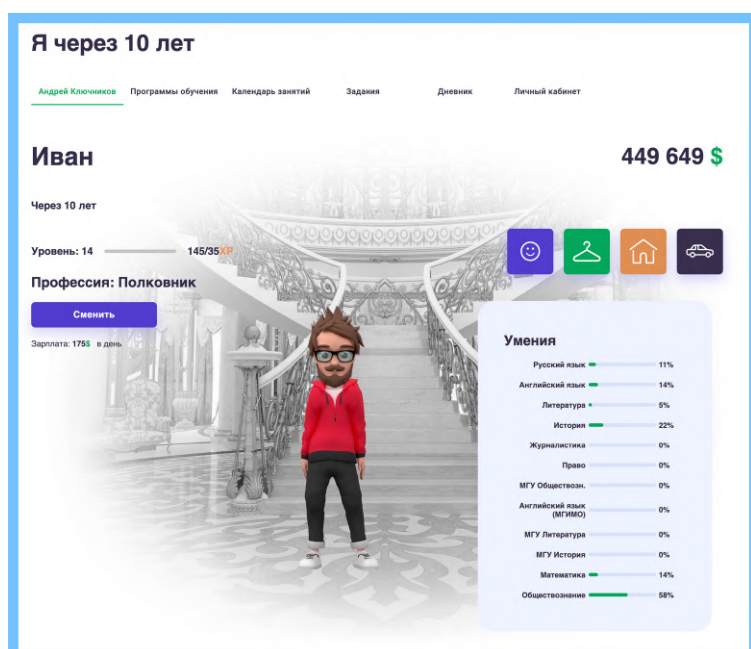 Я через 10 лет
Андрей Ключников Программы обучения Календарь занятий Задания Дневник Личный кабинет
Иван
449 649 $
Через 10 лет
Уровень: 14 145/35XP
Профессия: Полковник
Сменить
Зарплата: 175$ в день
Умения
Русский язык 11%
Английский язык 14%
Литература 5%
История 22%
Журналистика 0%
Право 0%
МГУ Обществозн. 0%
Английский язык
(МГИМО) 0%
МГУ Литература 0%
МГУ История 0%
Математика 14%
Обществознание 58%